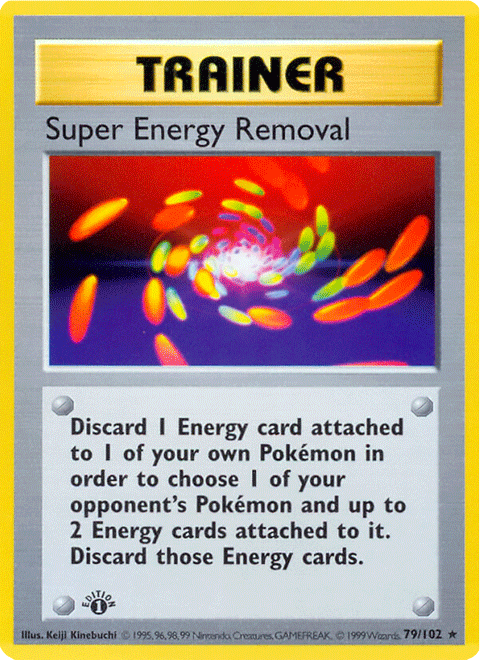 TRAINER
Super Energy Removal
Discard 1 Energy card attached
to 1 of your own Pokémon in
order to choose 1 of your
opponent's Pokémon and up to
2 Energy cards attached to it.
Discard those Energy cards.
EDITION
1
Illus. Keiji Kinebuchi © 1995, 96, 98, 99 Nintendo, Creatures, GAMEFREAK. © 1999 Wizards. 79/102 ★